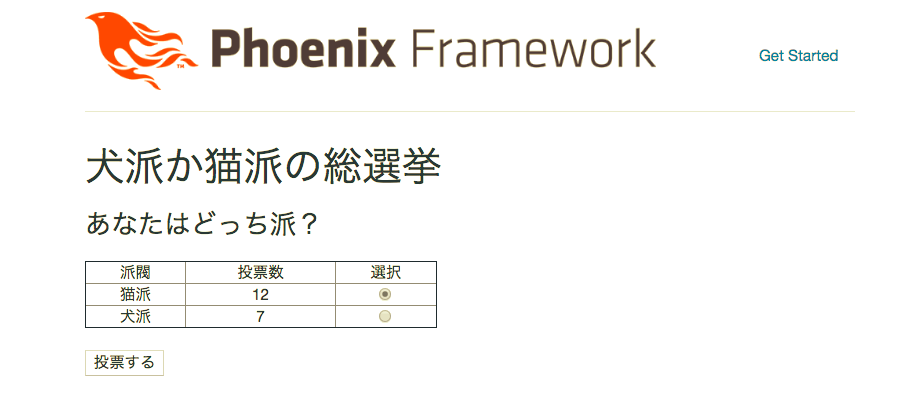 Phoenix Framework
TM
Get Started
犬派か猫派の総選挙
あなたはどっち派？
派閥 投票数 選択
猫派 12
犬派 7
投票する